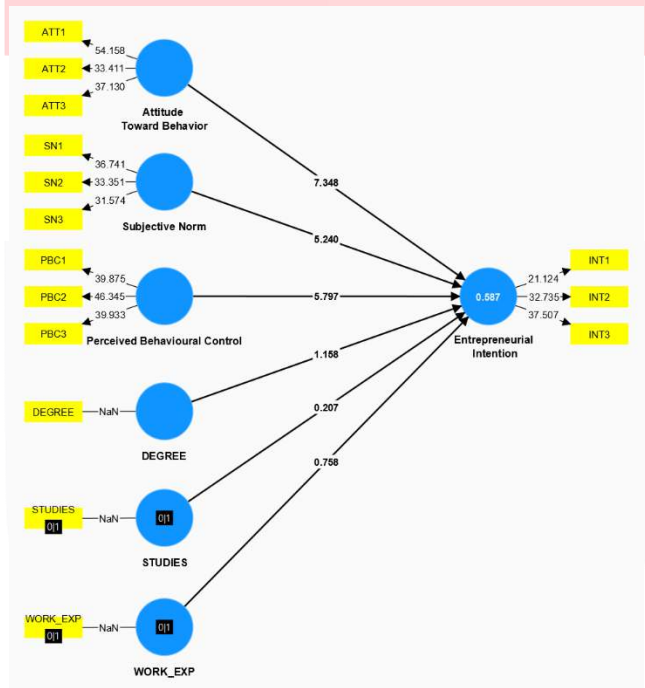 ATT1
54.158
ATT2
33.411
37.130
ATT3
Attitude
Toward Behavior
SN1
36.741
SN2
33.351
31.574
SN3
Subjective Norm
7.348
5.240
PBC1
39.875
PBC2
46.345
39.933
PBC3
Perceived Behavioural Control
5.797
0.587
Entrepreneurial
Intention
21.124
INT1
32.735
INT2
37.507
INT3
DEGREE
NaN
DEGREE
1.158
STUDIES
0|1
NaN
0|1
STUDIES
0.207
WORK_EXP
0|1
NaN
0|1
WORK_EXP
0.758